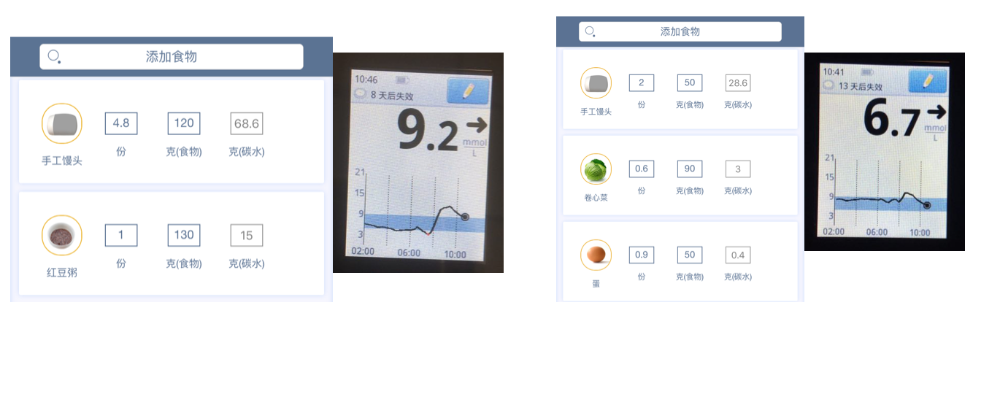 添加食物
4.8 120 68.6
份 克(食物) 克(碳水)
手工馒头
1 130 15
份 克(食物) 克(碳水)
红豆粥
10:46
8 天后失效
9.2
mmol
L
21
15
9
3
02:00 06:00 10:00
添加食物
2 50 28.6
份 克(食物) 克(碳水)
手工馒头
0.6 90 3
份 克(食物) 克(碳水)
卷心菜
0.9 50 0.4
份 克(食物) 克(碳水)
蛋
10:41
13 天后失效
6.7
mmol
L
21
15
9
3
02:00 06:00 10:00